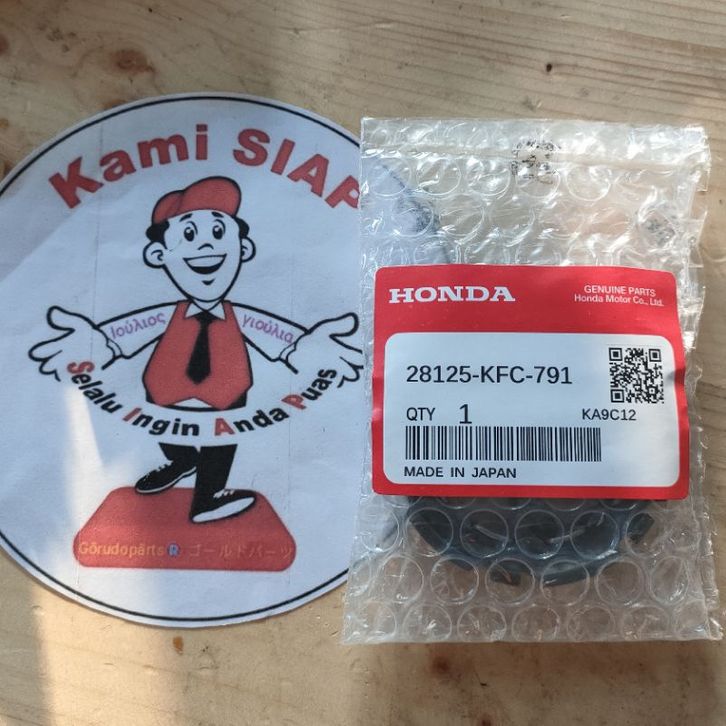 Kami SIAP
Ιούλιος γιούλια
Selalu Ingin Anda Puas
Górudopárts® ゴールドパーツ
HONDA
GENUINE PARTS
Honda Motor Co., Ltd.
28125-KFC-791
QTY 1
KA9C12
MADE IN JAPAN